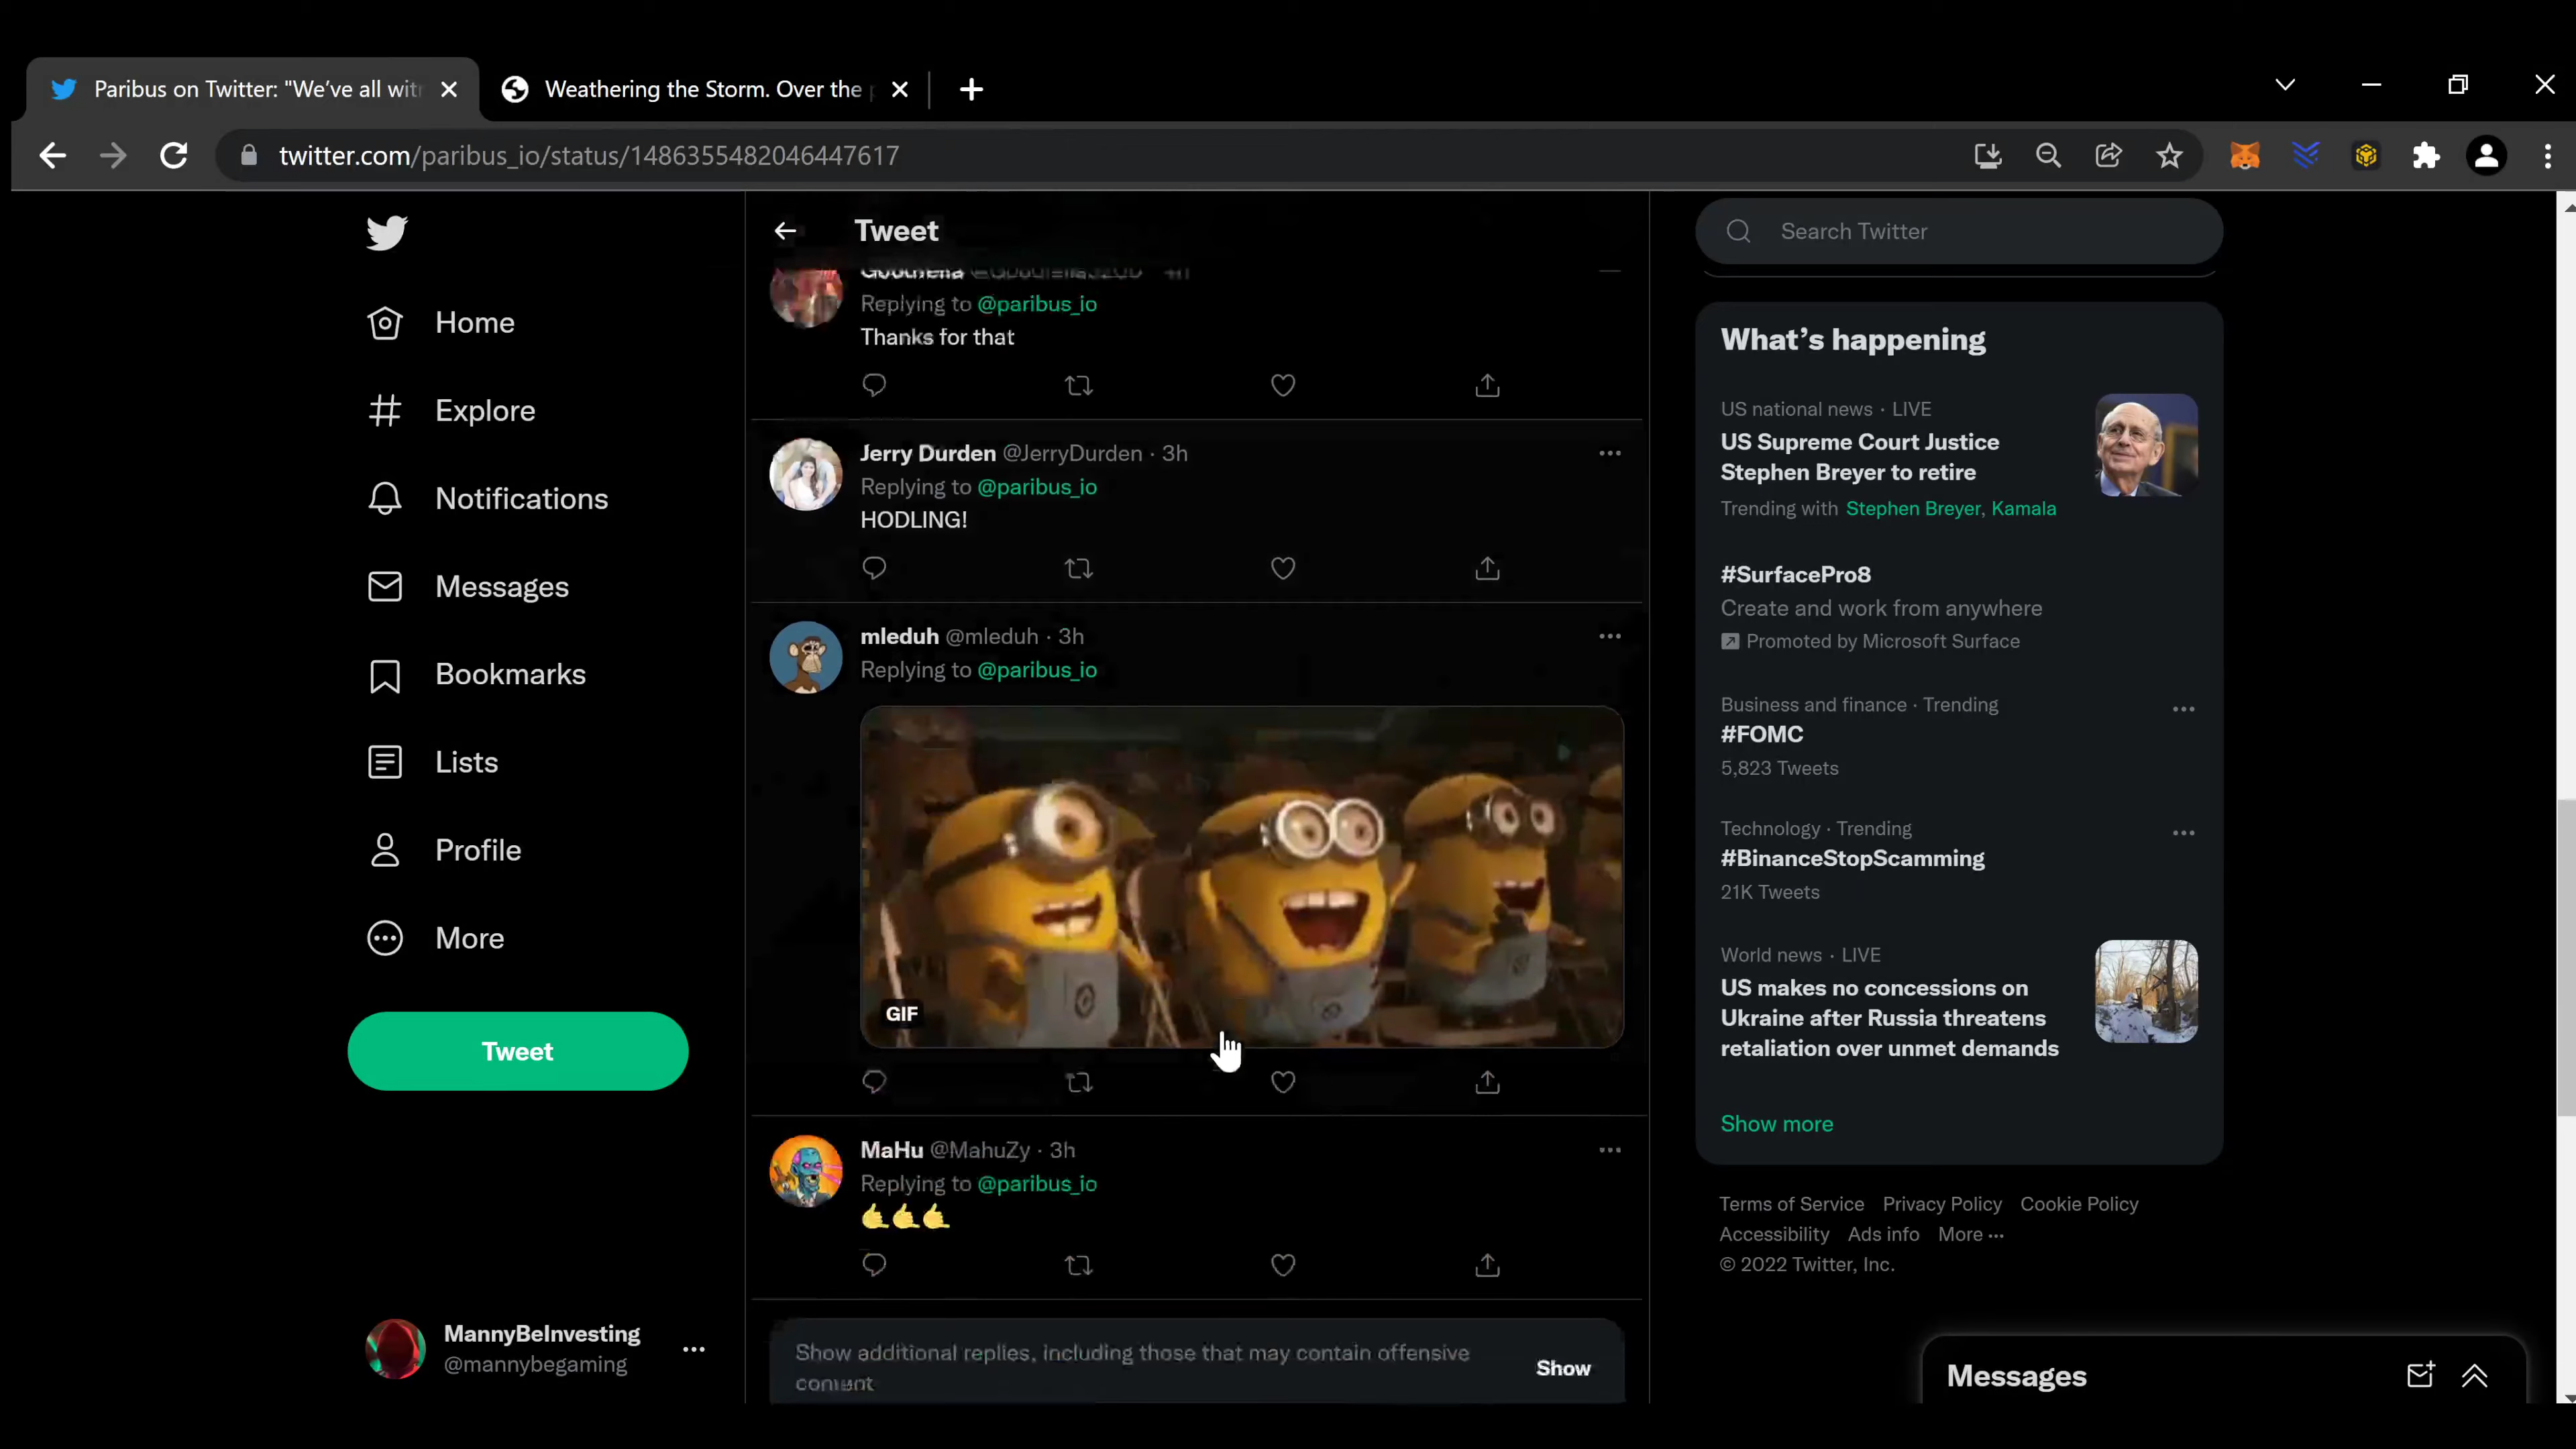 Paribus on Twitter: "We've all wit
Weathering the Storm. Over the
twitter.com/paribus_io/status/1486355482046447617
Home
Explore
Notifications
Messages
Bookmarks
Lists
Profile
More
Tweet
MannyBeInvesting
@mannybegaming
Tweet
Replying to @paribus_io
Thanks for that
Jerry Durden @JerryDurden · 3h
Replying to @paribus_io
HODLING!
mleduh @mleduh · 3h
Replying to @paribus_io
GIF
MaHu @MahuZy · 3h
Replying to @paribus_io
🤙🤙🤙
Show additional replies, including those that may contain offensive
content
Show
Search Twitter
What's happening
US national news · LIVE
US Supreme Court Justice
Stephen Breyer to retire
Trending with Stephen Breyer, Kamala
#SurfacePro8
Create and work from anywhere
Promoted by Microsoft Surface
Business and finance · Trending
#FOMC
5,823 Tweets
Technology · Trending
#BinanceStopScamming
21K Tweets
World news · LIVE
US makes no concessions on
Ukraine after Russia threatens
retaliation over unmet demands
Show more
Terms of Service Privacy Policy Cookie Policy
Accessibility Ads info More ···
© 2022 Twitter, Inc.
Messages